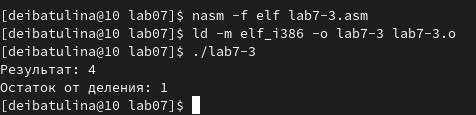 [deibatulina@10 lab07]$ nasm -f elf lab7-3.asm
[deibatulina@10 lab07]$ ld -m elf_i386 -o lab7-3 lab7-3.o
[deibatulina@10 lab07]$ ./lab7-3
Результат: 4
Остаток от деления: 1
[deibatulina@10 lab07]$